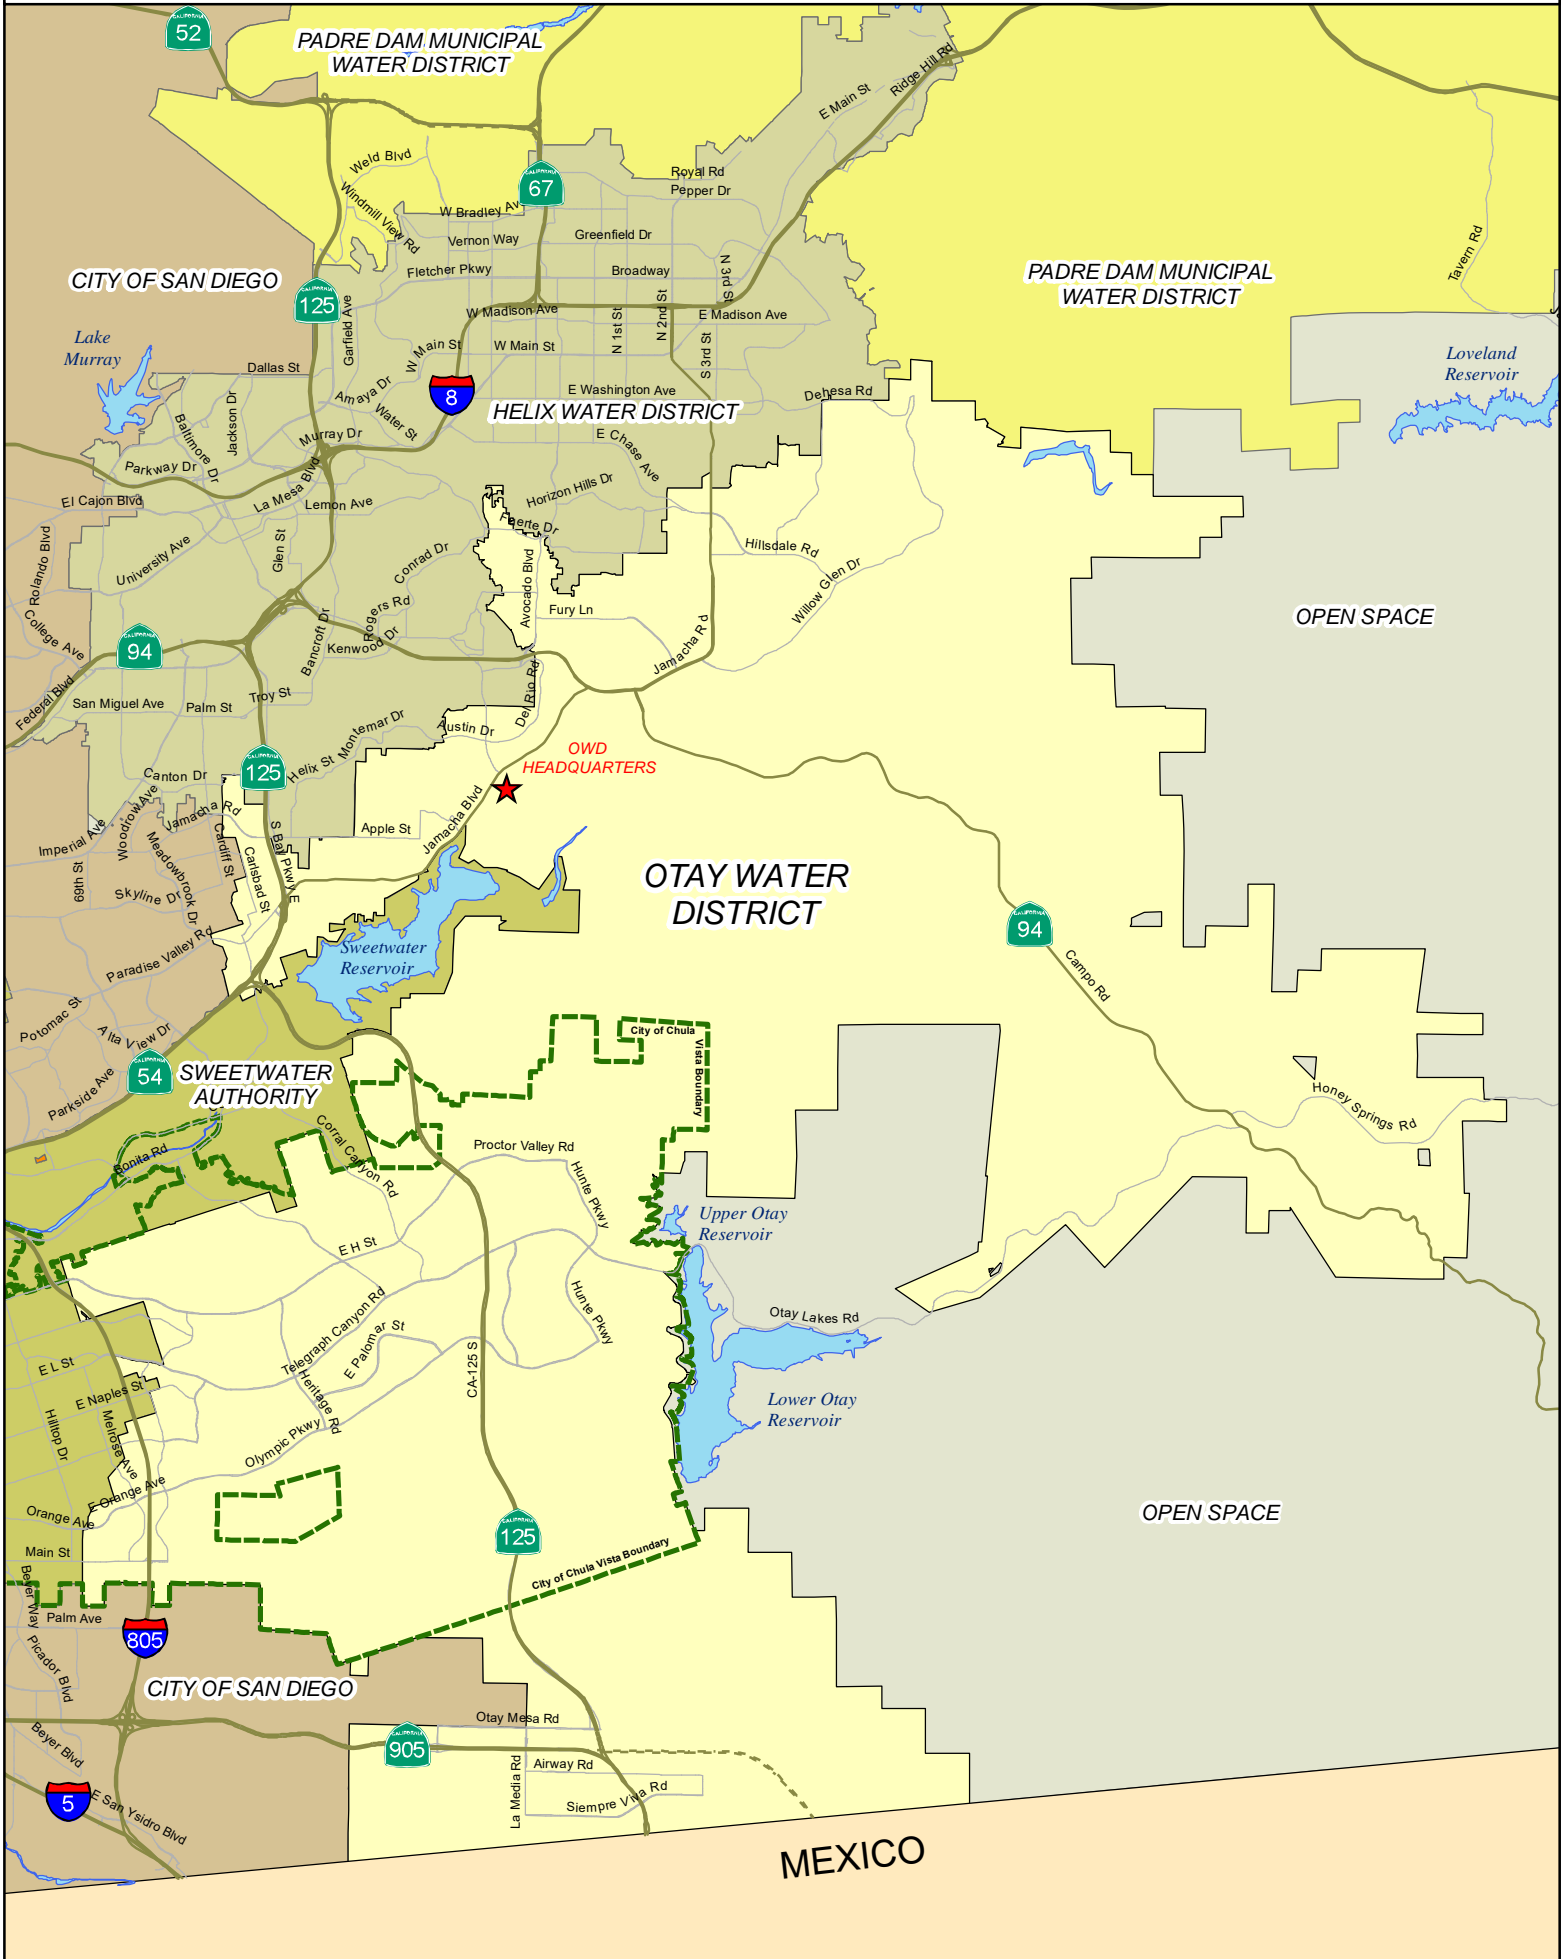 CALIFORNIA
52
PADRE DAM MUNICIPAL
WATER DISTRICT
Ridge Hill Rd
E Main St
Weld Blvd
CALIFORNIA
67
Royal Rd
Pepper Dr
Windmill View Rd
W Bradley Av
Vernon Way
Greenfield Dr
Tavern Rd
Fletcher Pkwy
Broadway
N 3rd St
CITY OF SAN DIEGO
PADRE DAM MUNICIPAL
WATER DISTRICT
CALIFORNIA
125
Garfield Ave
W Madison Ave
N 1st St
N 2nd St
E Madison Ave
Lake
Murray
W Main St
W Main St
S 3rd St
Loveland
Reservoir
Dallas St
Amaya Dr
8
E Washington Ave
Dehesa Rd
Jackson Dr
Baltimore Dr
Water St
HELIX WATER DISTRICT
Murray Dr
E Chase Ave
Parkway Dr
La Mesa Blvd
El Cajon Blvd
Lemon Ave
Horizon Hills Dr
Fuerte Dr
Rolando Blvd
University Ave
Glen St
Conrad Dr
Avocado Blvd
Hillsdale Rd
Willow Glen Dr
College Ave
Rogers Rd
Fury Ln
OPEN SPACE
CALIFORNIA
94
Bancroft Dr
Kenwood Dr
Jamacha Rd
Federal Blvd
San Miguel Ave
Palm St
Troy St
Del Rio Rd
Montemar Dr
Austin Dr
OWD
HEADQUARTERS
CALIFORNIA
125
Helix St
Canton Dr
Woodrow Ave
Jamacha Rd
Imperial Ave
Meadowbrook Dr
Cardiff St
Apple St
Jamacha Blvd
S Bay Pkwy E
Carlsbad St
69th St
Skyline Dr
OTAY WATER
DISTRICT
CALIFORNIA
94
Paradise Valley Rd
Sweetwater
Reservoir
Campo Rd
Potomac St
Alta View Dr
City of Chula
Vista Boundary
CALIFORNIA
54
SWEETWATER
AUTHORITY
Parkside Ave
Honey Springs Rd
Corral Canyon Rd
Bonita Rd
Proctor Valley Rd
Hunte Pkwy
Upper Otay
Reservoir
E H St
Hunte Pkwy
Otay Lakes Rd
Telegraph Canyon Rd
E Palomar St
CA-125 S
E L St
Heritage Rd
E Naples St
Lower Otay
Reservoir
Hilltop Dr
Melrose Ave
Olympic Pkwy
E Orange Ave
Orange Ave
OPEN SPACE
CALIFORNIA
125
Main St
City of Chula Vista Boundary
Beyer Way
Palm Ave
805
Picador Blvd
CITY OF SAN DIEGO
Otay Mesa Rd
CALIFORNIA
905
Beyer Blvd
La Media Rd
Airway Rd
Siempre Viva Rd
5
E San Ysidro Blvd
MEXICO